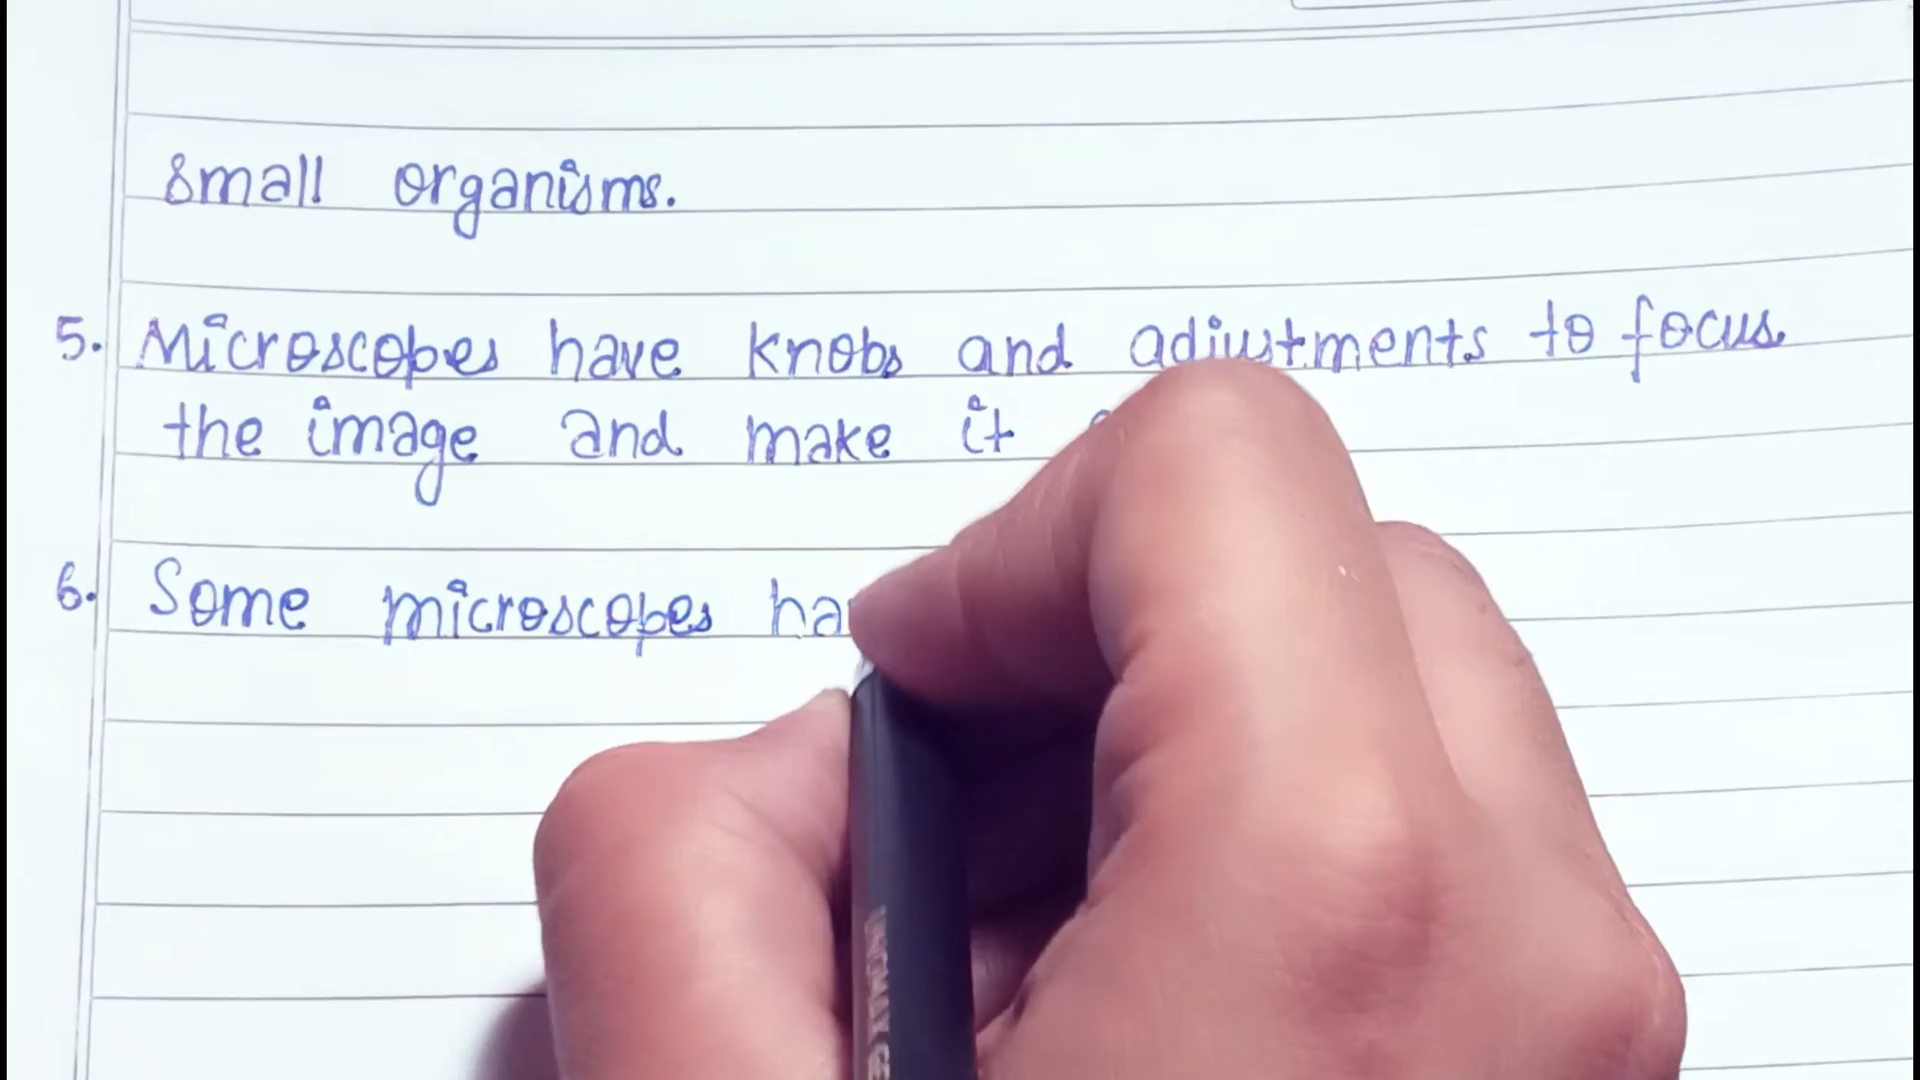 small organisms.
5. Microscopes have knobs and adjustments to focus
the image and make it
6. Some microscopes ha